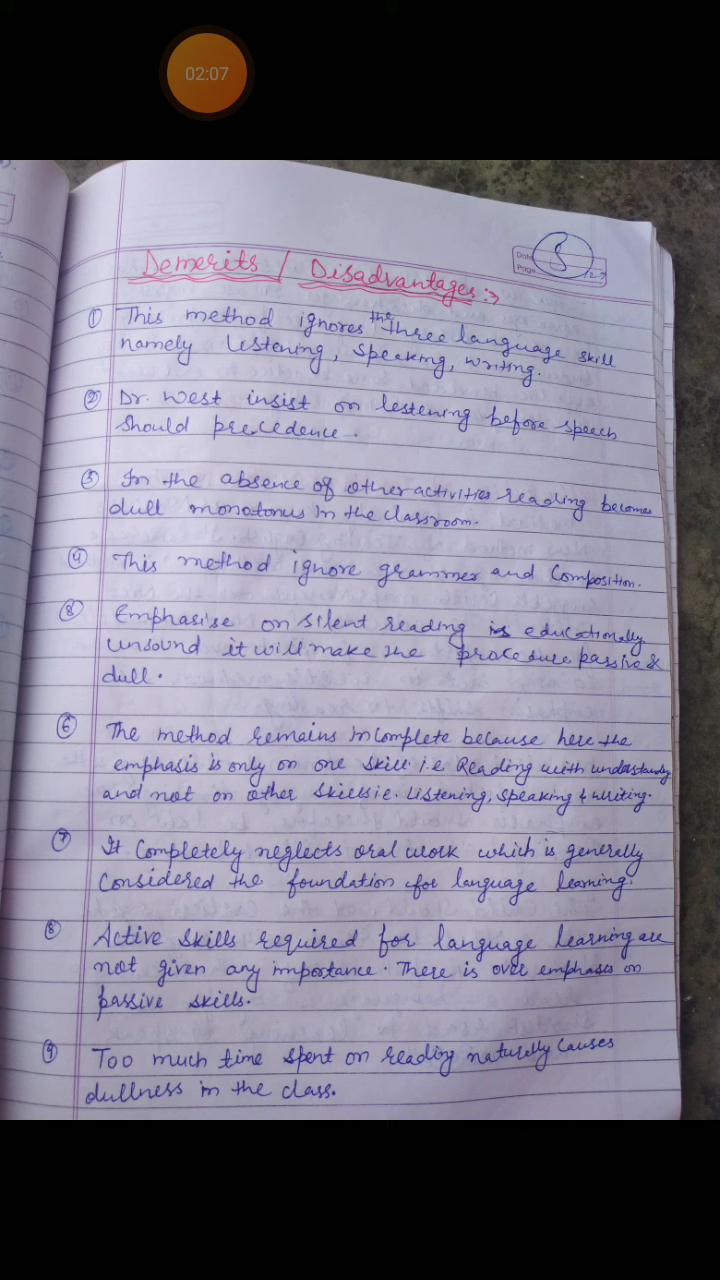 02:07
Date
Page
8
12-7
Demerits / Disadvantages :→
① This method ignores the three language skill
namely Listening, speaking, writing.
② Dr. West insist on lestening before speech
should precedence.
③ In the absence of other activities reading becomes
dull monotonus in the classroom.
④ This method ignore grammer and Composition.
⑧ Emphasise on silent reading is educationally
unsound it will make the procedure passive &
dull.
⑥ The method remains incomplete because here the
emphasis is only on one skill i.e Reading with understandy
and not on other skills i.e. Listening, speaking & writing.
⑦ It Completely neglects oral work which is generally
Considered the foundation for language learning.
⑧ Active skills required for language learning are
not given any importance. There is over emphases on
passive skills.
⑨ Too much time spent on reading naturelly Causes
dullness in the class.